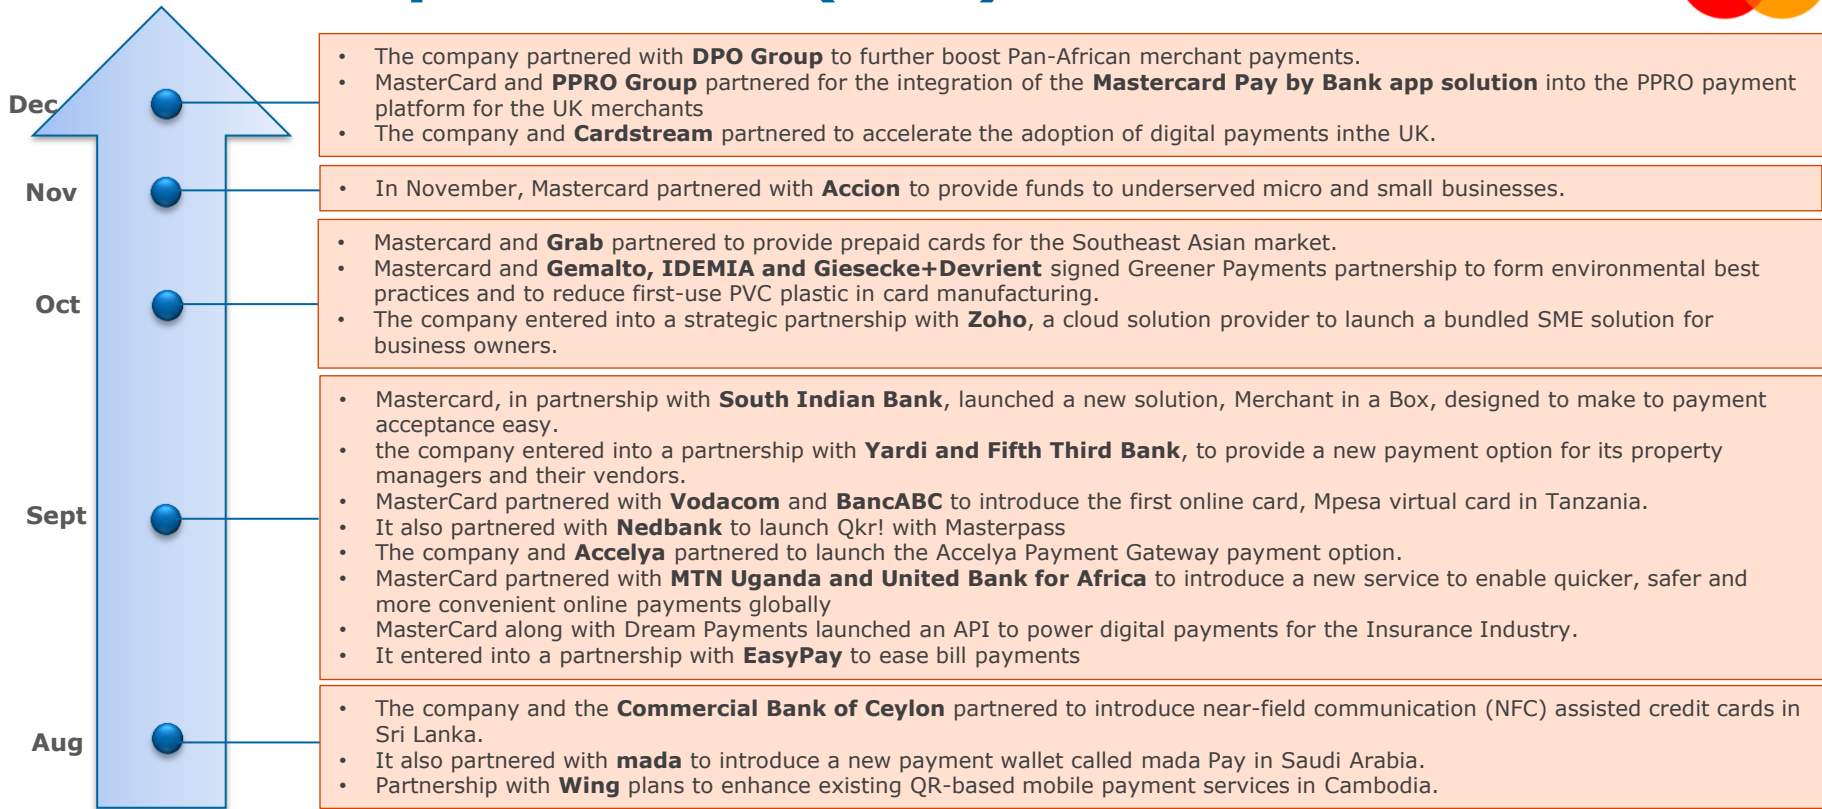 Dec
• The company partnered with DPO Group to further boost Pan-African merchant payments.
• MasterCard and PPRO Group partnered for the integration of the Mastercard Pay by Bank app solution into the PPRO payment
platform for the UK merchants
• The company and Cardstream partnered to accelerate the adoption of digital payments inthe UK.
Nov
• In November, Mastercard partnered with Accion to provide funds to underserved micro and small businesses.
Oct
• Mastercard and Grab partnered to provide prepaid cards for the Southeast Asian market.
• Mastercard and Gemalto, IDEMIA and Giesecke+Devrient signed Greener Payments partnership to form environmental best
practices and to reduce first-use PVC plastic in card manufacturing.
• The company entered into a strategic partnership with Zoho, a cloud solution provider to launch a bundled SME solution for
business owners.
Sept
• Mastercard, in partnership with South Indian Bank, launched a new solution, Merchant in a Box, designed to make to payment
acceptance easy.
• the company entered into a partnership with Yardi and Fifth Third Bank, to provide a new payment option for its property
managers and their vendors.
• MasterCard partnered with Vodacom and BancABC to introduce the first online card, Mpesa virtual card in Tanzania.
• It also partnered with Nedbank to launch Qkr! with Masterpass
• The company and Accelya partnered to launch the Accelya Payment Gateway payment option.
• MasterCard partnered with MTN Uganda and United Bank for Africa to introduce a new service to enable quicker, safer and
more convenient online payments globally
• MasterCard along with Dream Payments launched an API to power digital payments for the Insurance Industry.
• It entered into a partnership with EasyPay to ease bill payments
Aug
• The company and the Commercial Bank of Ceylon partnered to introduce near-field communication (NFC) assisted credit cards in
Sri Lanka.
• It also partnered with mada to introduce a new payment wallet called mada Pay in Saudi Arabia.
• Partnership with Wing plans to enhance existing QR-based mobile payment services in Cambodia.